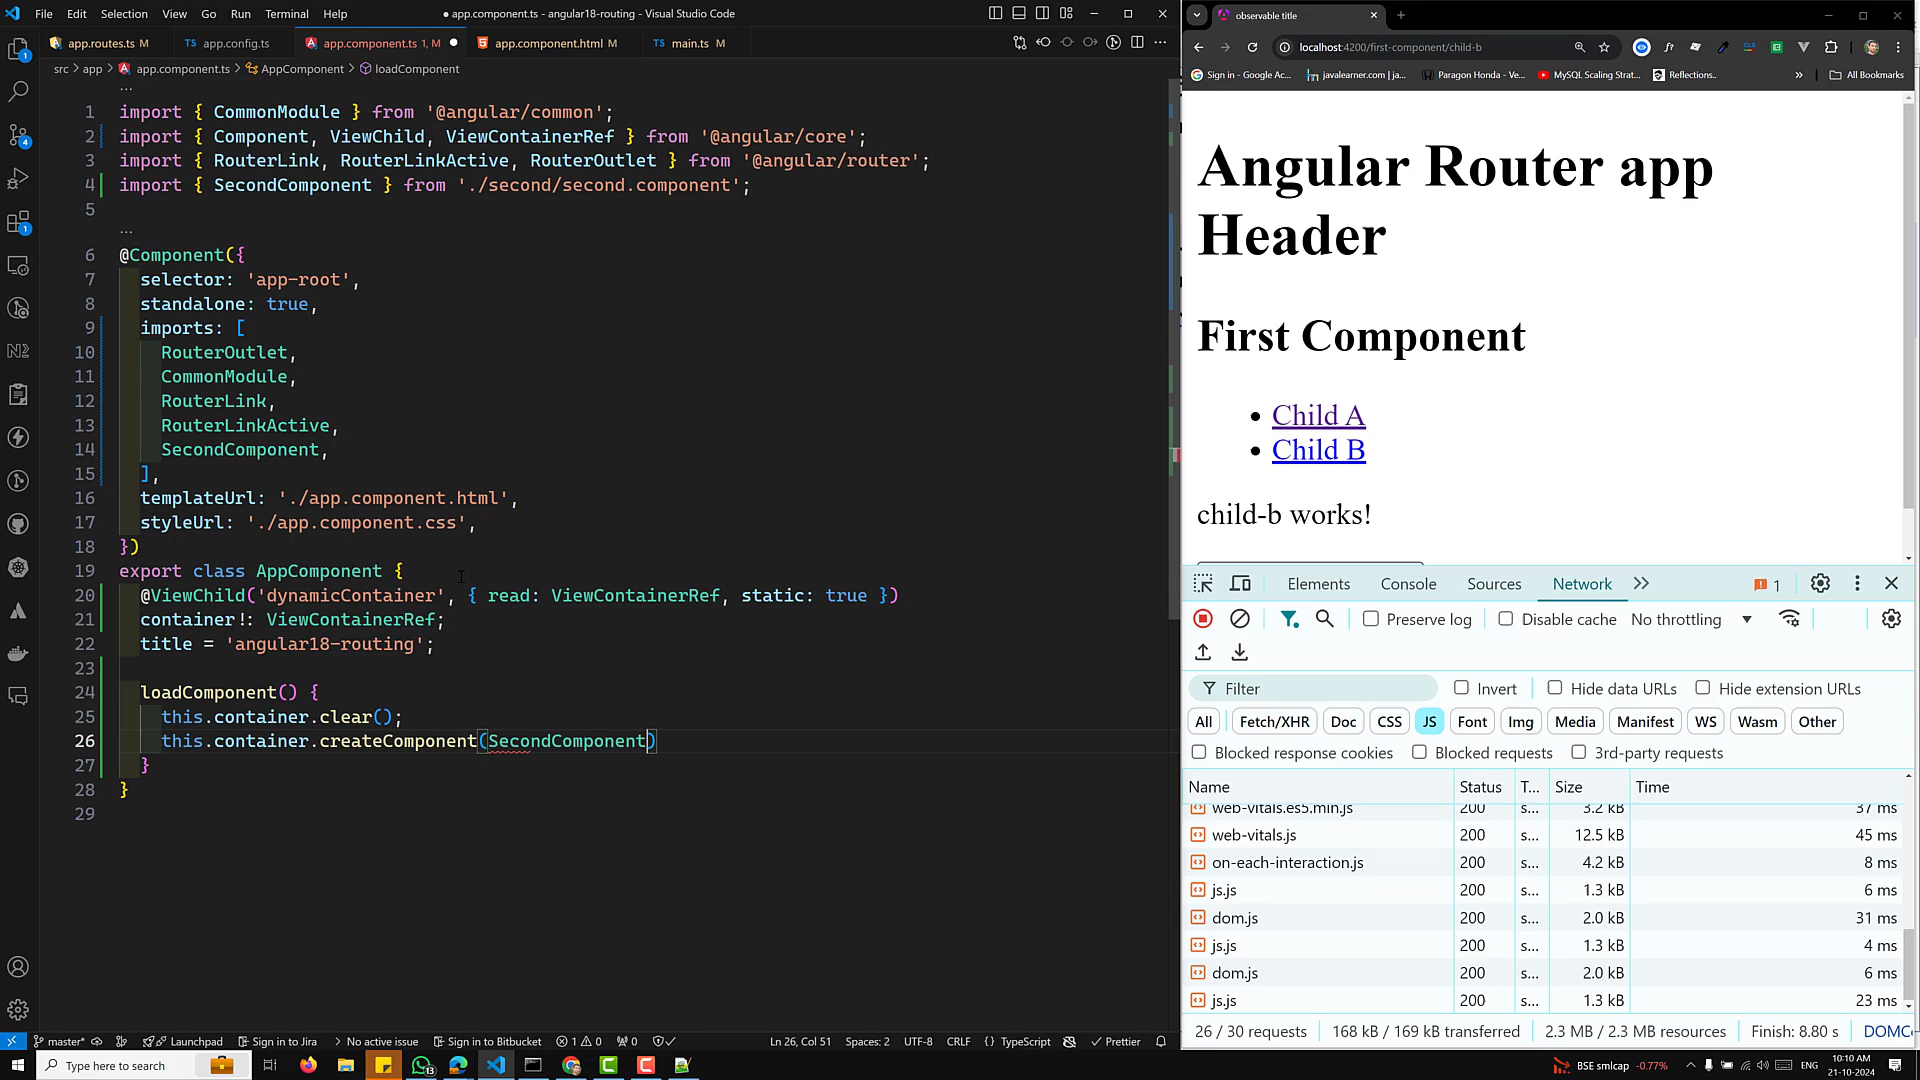 File Edit Selection View Go Run Terminal Help
app.component.ts - angular18-routing - Visual Studio Code
app.routes.ts M
app.config.ts
app.component.ts 1, M
app.component.html M
main.ts M
src > app > app.component.ts > AppComponent > loadComponent
1 import { CommonModule } from '@angular/common';
2 import { Component, ViewChild, ViewContainerRef } from '@angular/core';
3 import { RouterLink, RouterLinkActive, RouterOutlet } from '@angular/router';
4 import { SecondComponent } from './second/second.component';
5
6 @Component({
7 selector: 'app-root',
8 standalone: true,
9 imports: [
10 RouterOutlet,
11 CommonModule,
12 RouterLink,
13 RouterLinkActive,
14 SecondComponent,
15 ],
16 templateUrl: './app.component.html',
17 styleUrl: './app.component.css',
18 })
19 export class AppComponent {
20 @ViewChild('dynamicContainer', { read: ViewContainerRef, static: true })
21 container!: ViewContainerRef;
22 title = 'angular18-routing';
23
24 loadComponent() {
25 this.container.clear();
26 this.container.createComponent(SecondComponent)
27 }
28 }
29
master* Launchpad Sign in to Jira No active issue Sign in to Bitbucket 1 0 0 Ln 26, Col 51 Spaces: 2 UTF-8 CRLF {} TypeScript Prettier
observable title
localhost:4200/first-component/child-b
Sign in - Google Ac... javalearner.com | ja... Paragon Honda - Ve... MySQL Scaling Strat... Reflections.. » All Bookmarks
Angular Router app
Header
First Component
• Child A
• Child B
child-b works!
Elements Console Sources Network 1
Preserve log Disable cache No throttling
Filter Invert Hide data URLs Hide extension URLs
All Fetch/XHR Doc CSS JS Font Img Media Manifest WS Wasm Other
Blocked response cookies Blocked requests 3rd-party requests
Name Status T... Size Time
web-vitals.es5.min.js 200 s... 3.2 kB 37 ms
web-vitals.js 200 s... 12.5 kB 45 ms
on-each-interaction.js 200 s... 4.2 kB 8 ms
js.js 200 s... 1.3 kB 6 ms
dom.js 200 s... 2.0 kB 31 ms
js.js 200 s... 1.3 kB 4 ms
dom.js 200 s... 2.0 kB 6 ms
js.js 200 s... 1.3 kB 23 ms
26 / 30 requests 168 kB / 169 kB transferred 2.3 MB / 2.3 MB resources Finish: 8.80 s DOMC
Type here to search
BSE smlcap -0.77% ENG 10:10 AM
21-10-2024